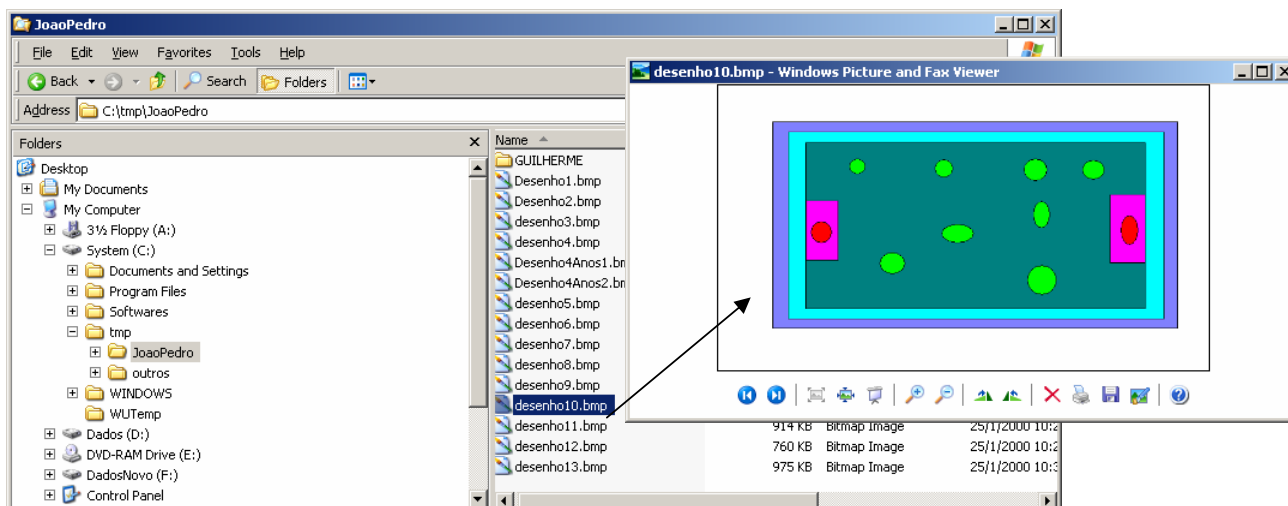 JoaoPedro
File Edit View Favorites Tools Help
Back Search Folders
Address C:\tmp\JoaoPedro
Folders
Desktop
My Documents
My Computer
3½ Floppy (A:)
System (C:)
Documents and Settings
Program Files
Softwares
tmp
JoaoPedro
outros
WINDOWS
WUTemp
Dados (D:)
DVD-RAM Drive (E:)
DadosNovo (F:)
Control Panel
Name
GUILHERME
Desenho1.bmp
Desenho2.bmp
desenho3.bmp
desenho4.bmp
Desenho4Anos1.bm
Desenho4Anos2.bm
desenho5.bmp
desenho6.bmp
desenho7.bmp
desenho8.bmp
desenho9.bmp
desenho10.bmp
desenho11.bmp 914 KB Bitmap Image 25/1/2000 10:2
desenho12.bmp 760 KB Bitmap Image 25/1/2000 10:2
desenho13.bmp 975 KB Bitmap Image 25/1/2000 10:3
desenho10.bmp - Windows Picture and Fax Viewer